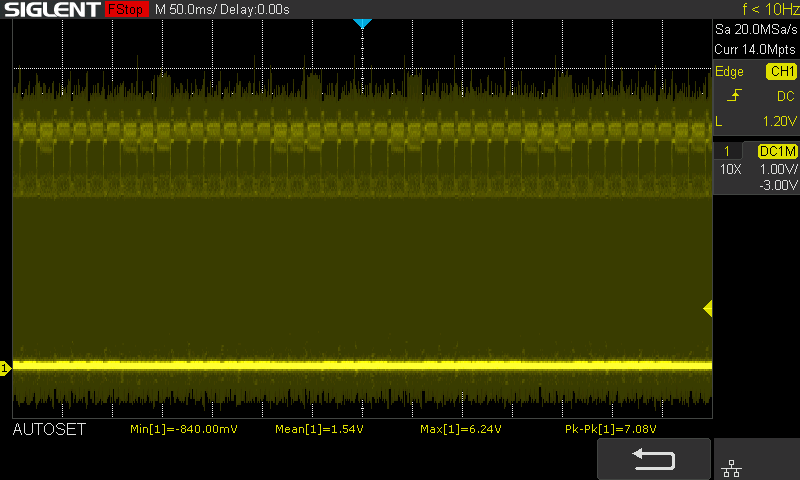 SIGLENT FStop M 50.0ms/ Delay:0.00s f < 10Hz
Sa 20.0MSa/s
Curr 14.0Mpts
Edge CH1
DC
L 1.20V
1 DC1M
10X 1.00V/
-3.00V
1
AUTOSET Min[1]=-840.00mV Mean[1]=1.54V Max[1]=6.24V Pk-Pk[1]=7.08V